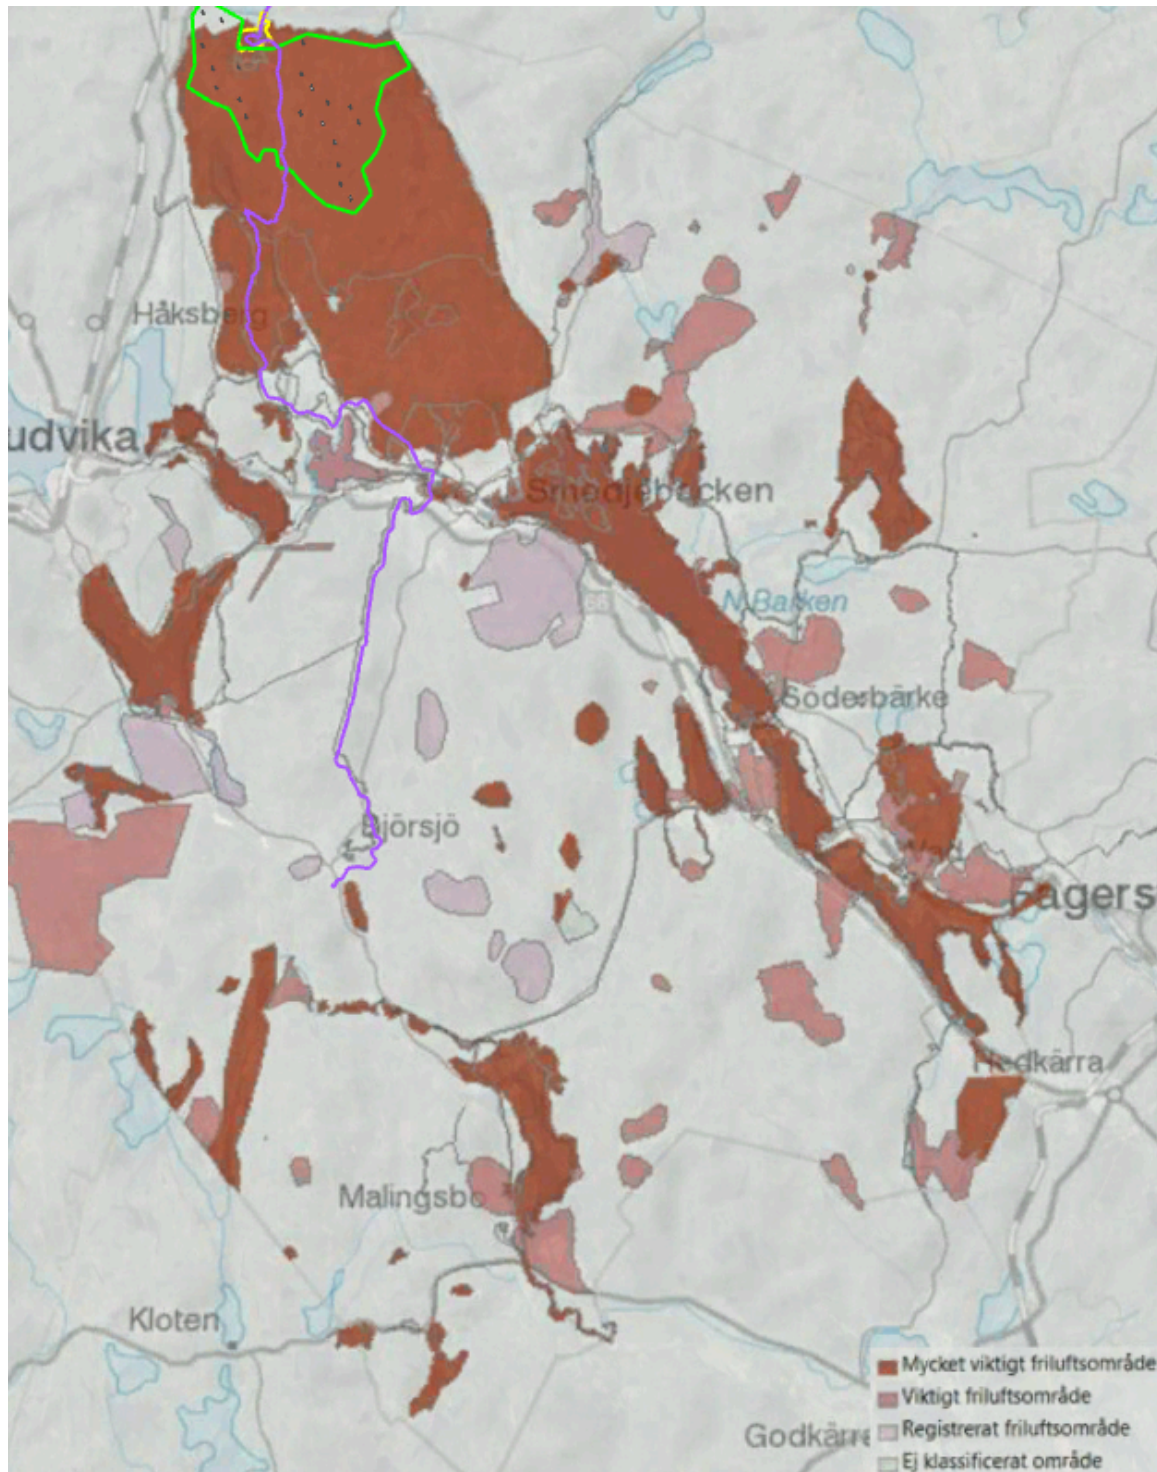 Håksberg
udvika
Smedjebacken
N Barken
Söderbärke
Björsjö
Fagers
Hedkärra
Malingsbo
Kloten
Mycket viktigt friluftsområde
Viktigt friluftsområde
Registrerat friluftsområde
Godkärra
Ej klassificerat område